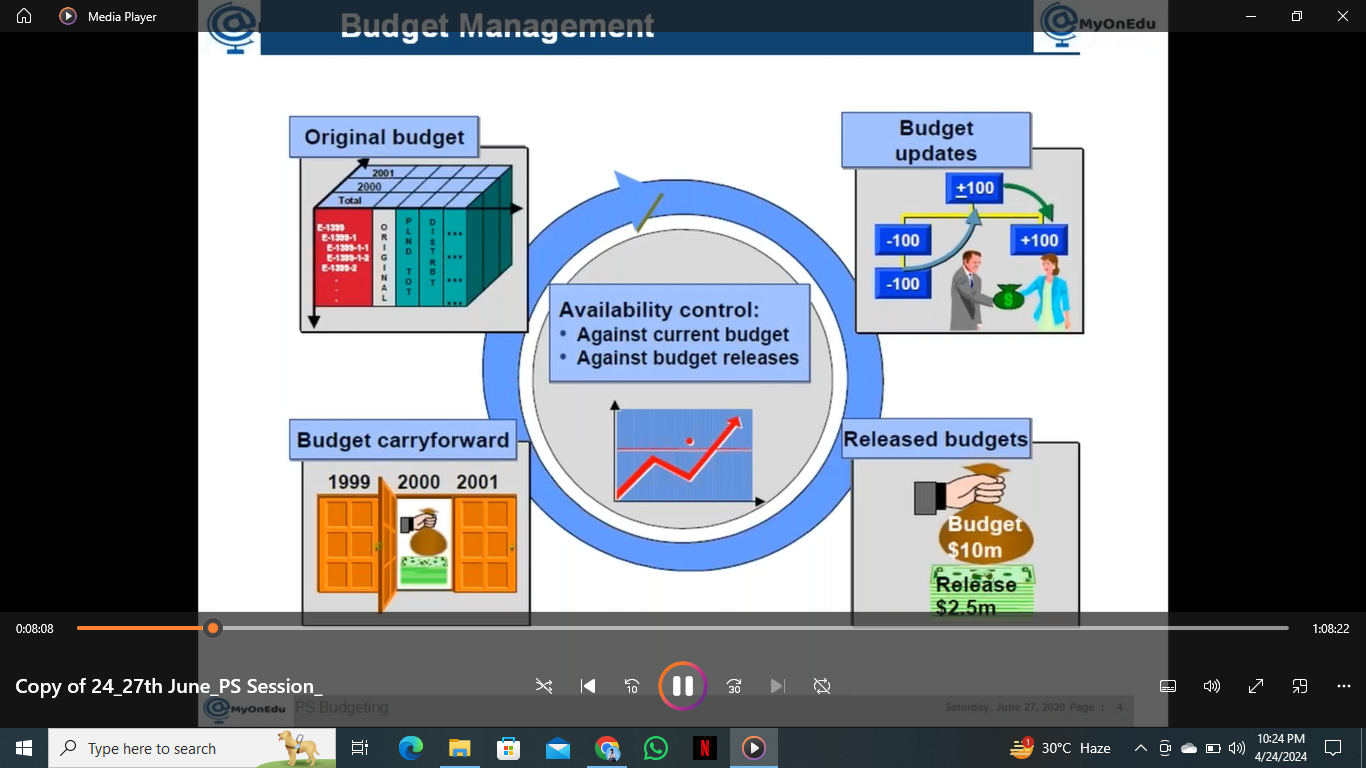 Media Player
Budget Management
MyOnEdu
Original budget
2001
2000
Total
E-1399
E-1399-1
E-1399-1-1
E-1399-1-2
E-1399-2
ORIGINAL
PLND TOT
DISTRBT
Budget
updates
+100
-100
+100
-100
$
Availability control:
• Against current budget
• Against budget releases
Budget carryforward
1999 2000 2001
Released budgets
Budget
$10m
Release
$2.5m
0:08:08
1:08:22
Copy of 24_27th June_PS Session_
10
30
MyOnEdu PS Budgeting
Saturday, June 27, 2020 Page : 4
Type here to search
1
30°C Haze
10:24 PM
4/24/2024